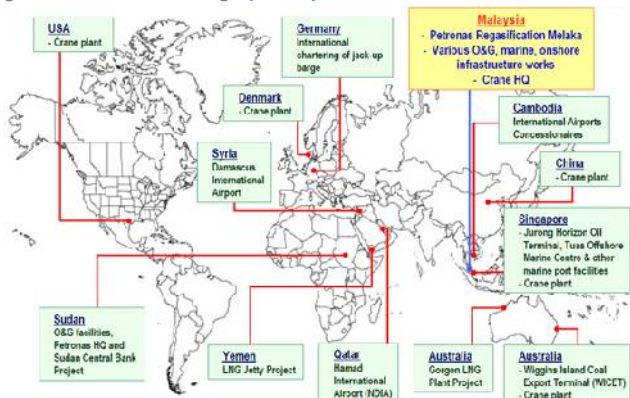 USA
- Crane plant
Germany
International
chartering of jack-up
barge
Malaysia
- Petronas Regasification Melaka
- Various O&G, marine, onshore
infrastructure works
- Crane HQ
Denmark
- Crane plant
Cambodia
International Airports
Concessionaires
Syria
Damascus
International
Airport
China
- Crane plant
Singapore
- Jurong Horizon Oil
Terminal, Tuas Offshore
Marine Centre & other
marine port facilities
- Crane plant
Sudan
O&G facilities,
Petronas HQ and
Sudan Central Bank
Project
Yemen
LNG Jetty Project
Qatar
Hamad
International
Airport (NDIA)
Australia
Gorgon LNG
Plant Project
Australia
- Wiggins Island Coal
Export Terminal (WICET)
- Crane plant